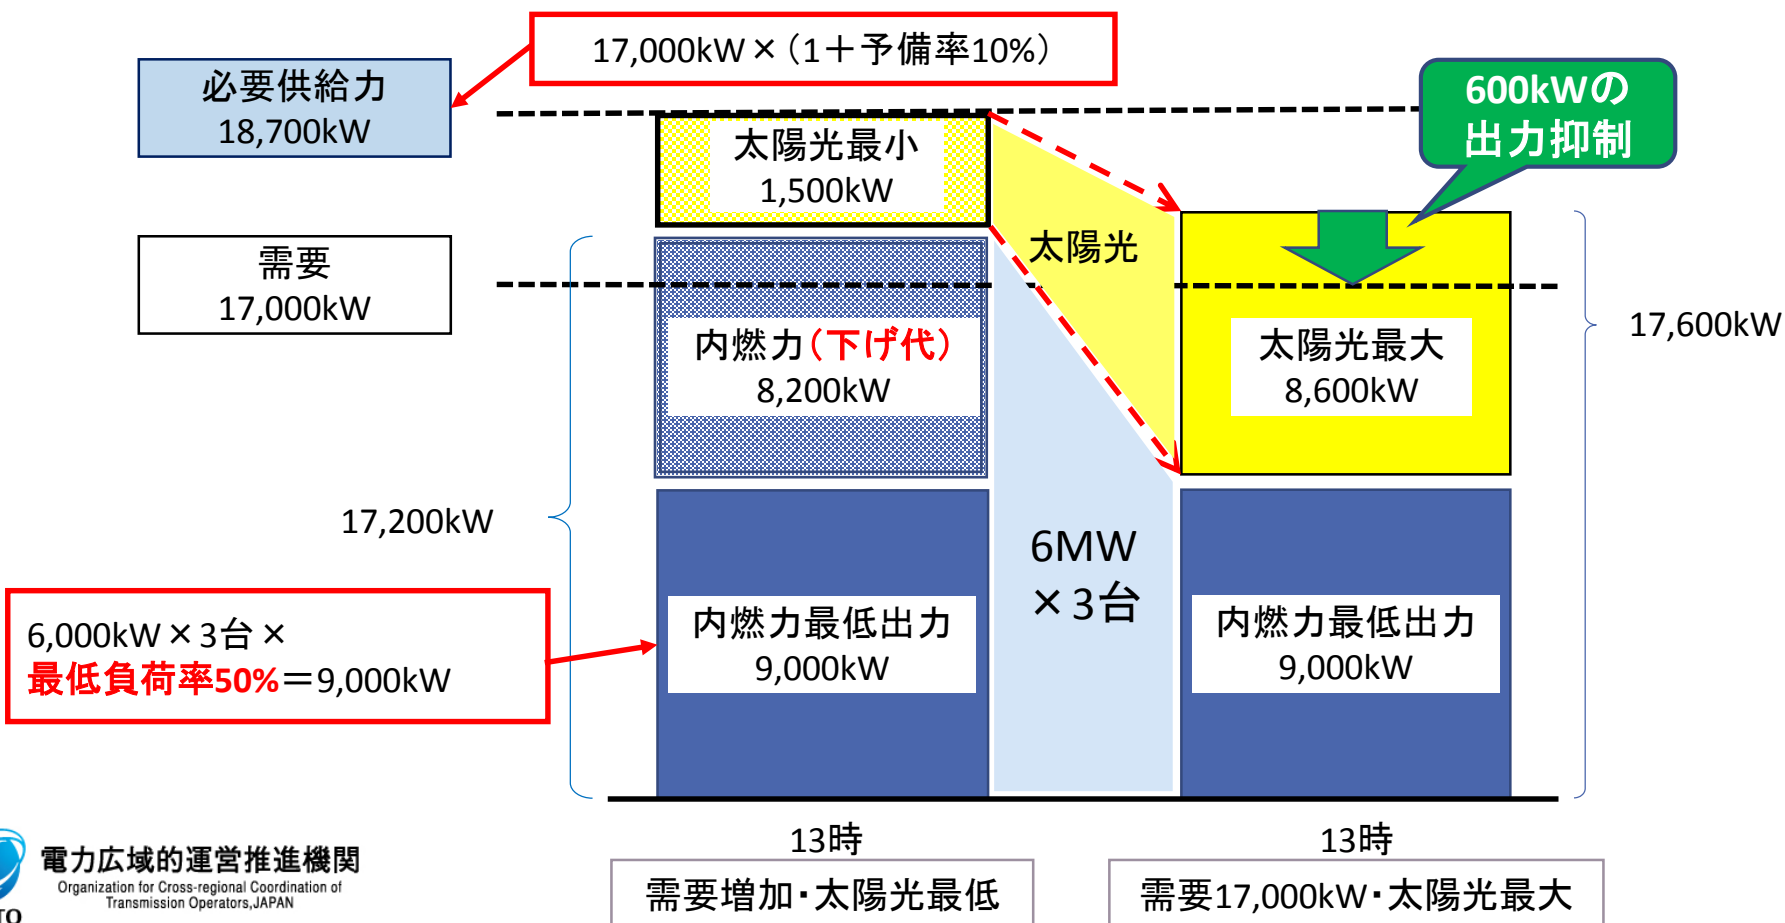 17,000kW×（1＋予備率10%）
必要供給力
18,700kW
600kWの
出力抑制
太陽光最小
1,500kW
太陽光
需要
17,000kW
内燃力（下げ代）
8,200kW
太陽光最大
8,600kW
17,600kW
17,200kW
6MW
×3台
6,000kW×3台×
最低負荷率50%＝9,000kW
内燃力最低出力
9,000kW
内燃力最低出力
9,000kW
13時
13時
需要増加・太陽光最低
需要17,000kW・太陽光最大
電力広域的運営推進機関
Organization for Cross-regional Coordination of
Transmission Operators,JAPAN